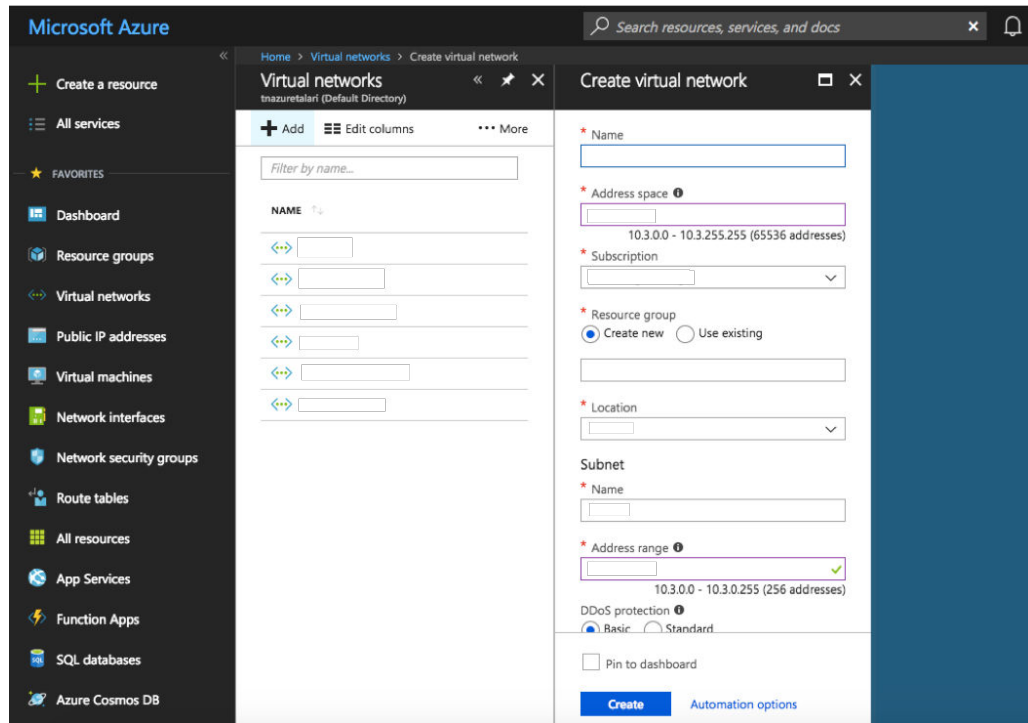 Microsoft Azure
Search resources, services, and docs
Home > Virtual networks > Create virtual network
Create a resource
All services
FAVORITES
Dashboard
Resource groups
Virtual networks
Public IP addresses
Virtual machines
Network interfaces
Network security groups
Route tables
All resources
App Services
Function Apps
SQL databases
Azure Cosmos DB
Virtual networks
tnazuretalari (Default Directory)
Add Edit columns ••• More
Filter by name...
NAME
Create virtual network
* Name
* Address space
10.3.0.0 - 10.3.255.255 (65536 addresses)
* Subscription
* Resource group
Create new Use existing
* Location
Subnet
* Name
* Address range
10.3.0.0 - 10.3.0.255 (256 addresses)
DDoS protection
Basic Standard
Pin to dashboard
Create Automation options